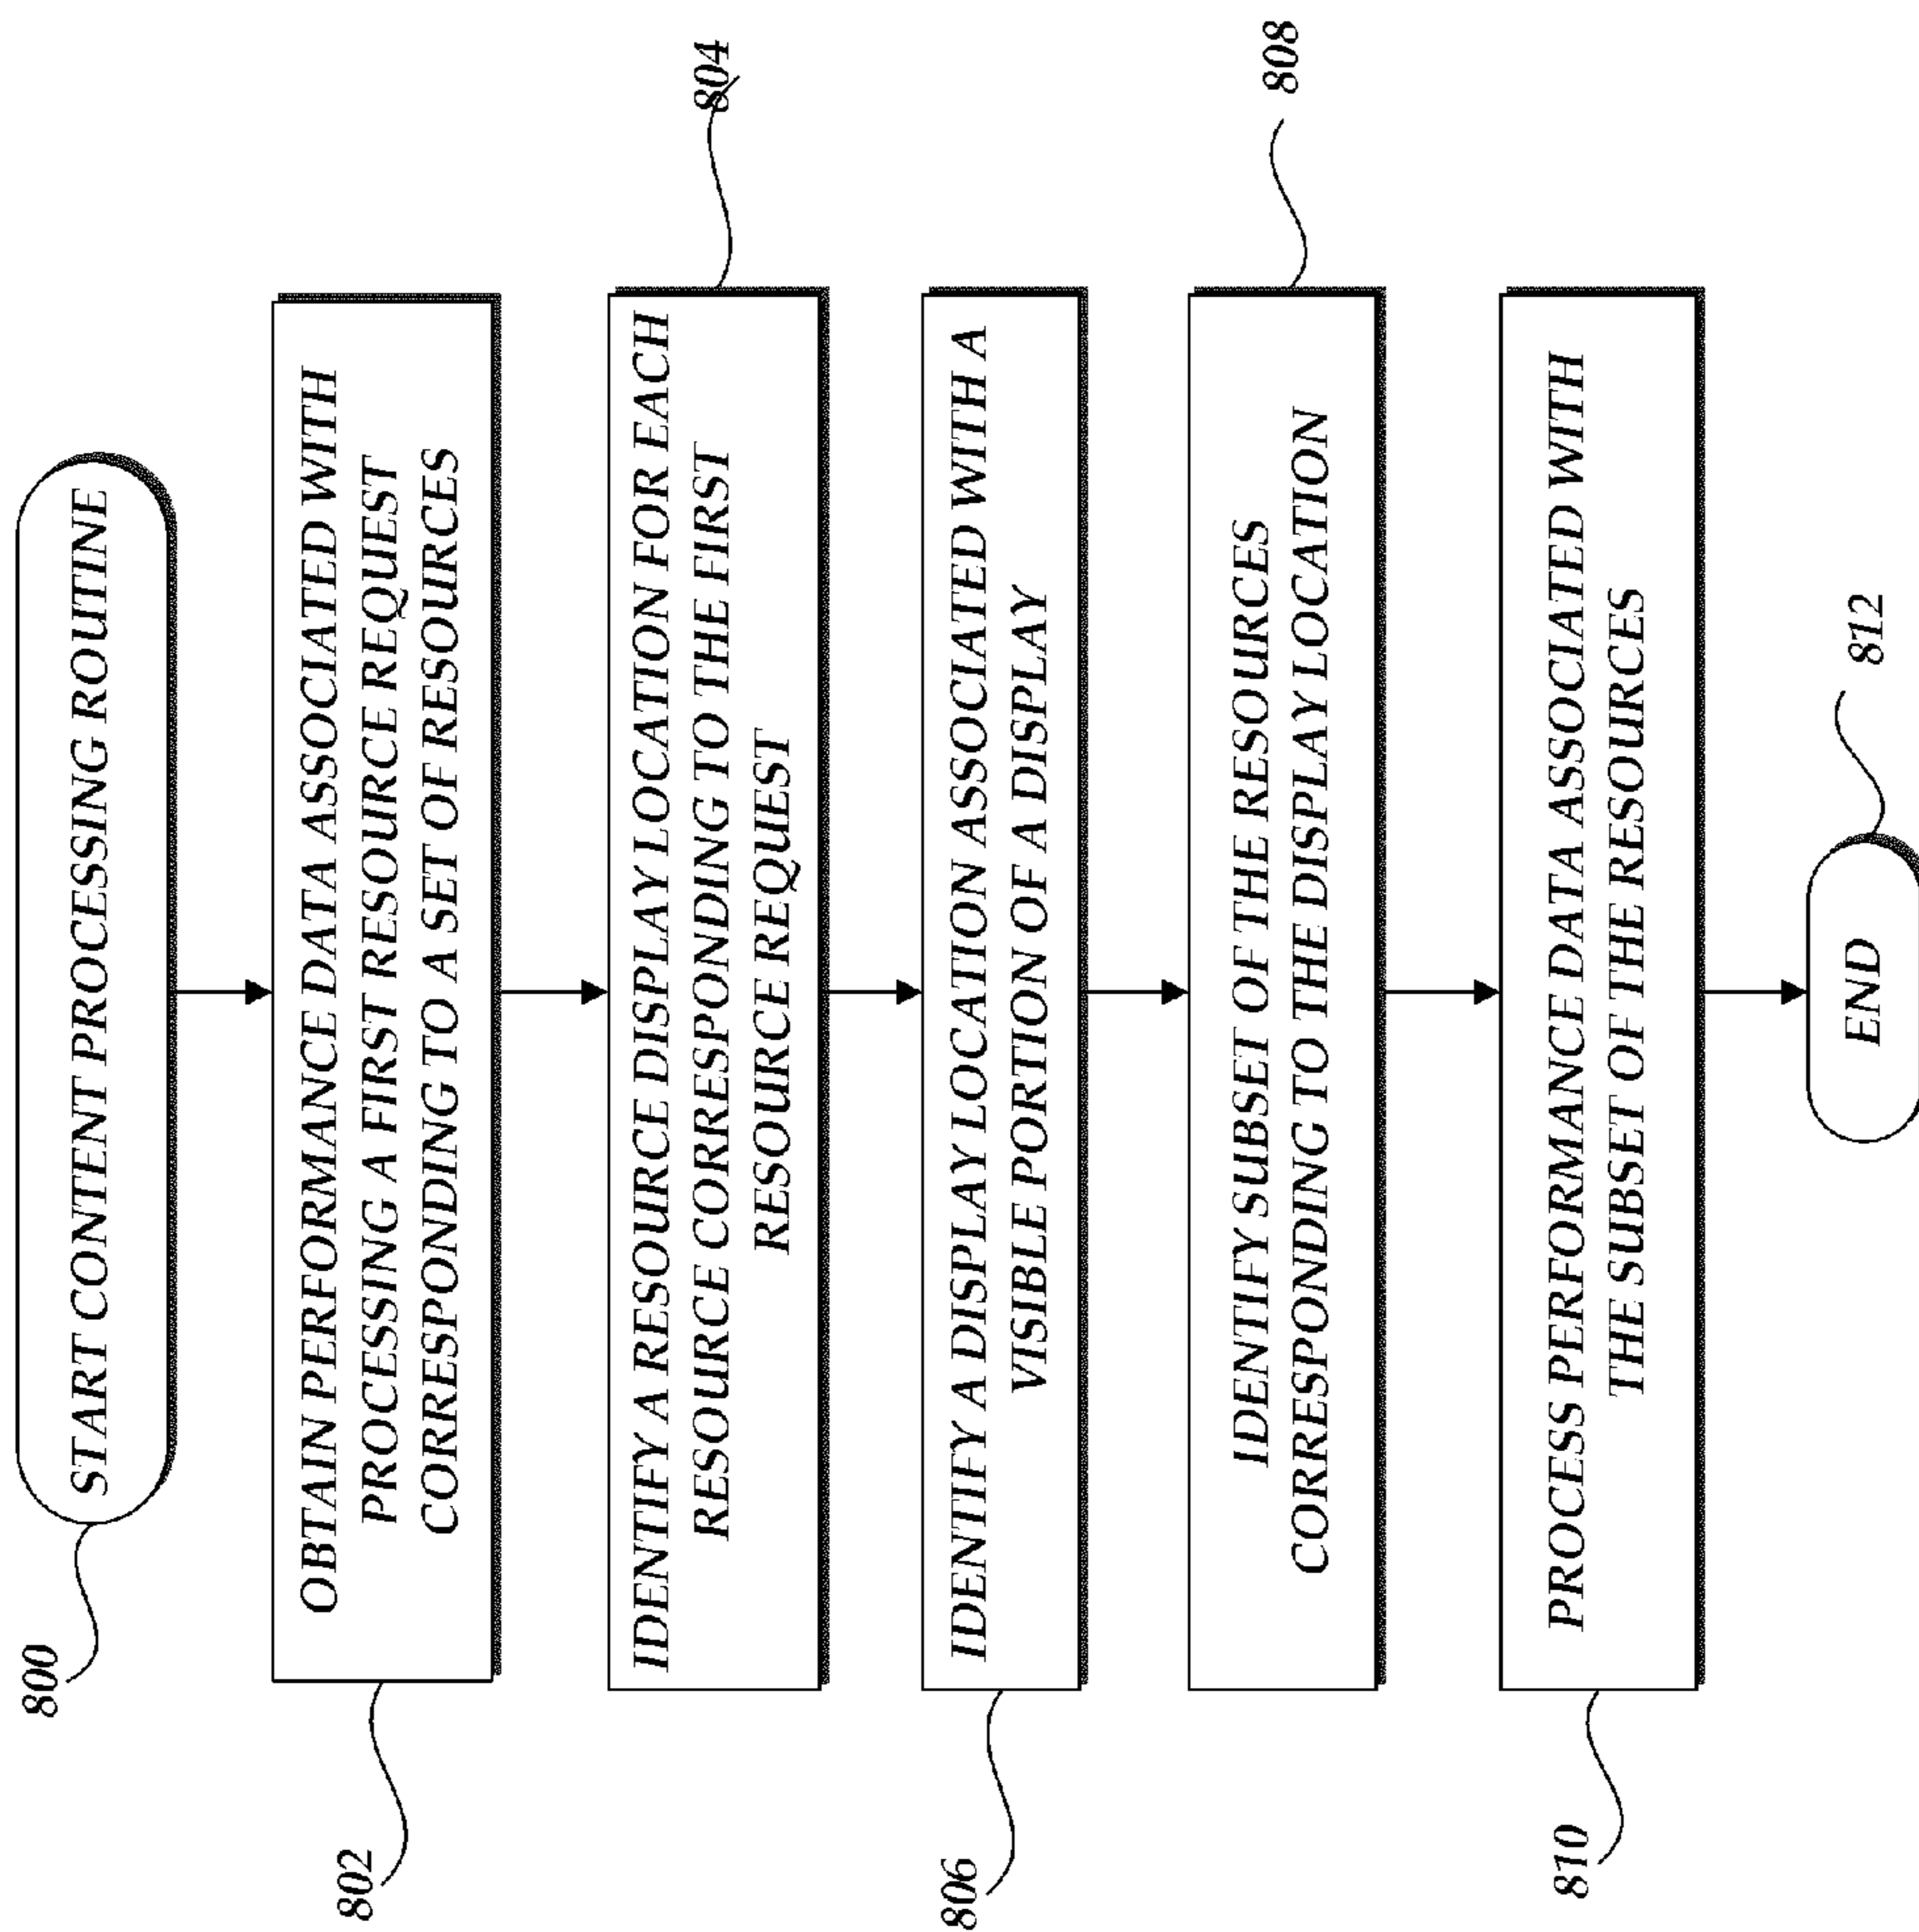 800
START CONTENT PROCESSING ROUTINE
802
OBTAIN PERFORMANCE DATA ASSOCIATED WITH
PROCESSING A FIRST RESOURCE REQUEST
CORRESPONDING TO A SET OF RESOURCES
804
IDENTIFY A RESOURCE DISPLAY LOCATION FOR EACH
RESOURCE CORRESPONDING TO THE FIRST
RESOURCE REQUEST
806
IDENTIFY A DISPLAY LOCATION ASSOCIATED WITH A
VISIBLE PORTION OF A DISPLAY
808
IDENTIFY SUBSET OF THE RESOURCES
CORRESPONDING TO THE DISPLAY LOCATION
810
PROCESS PERFORMANCE DATA ASSOCIATED WITH
THE SUBSET OF THE RESOURCES
812
END